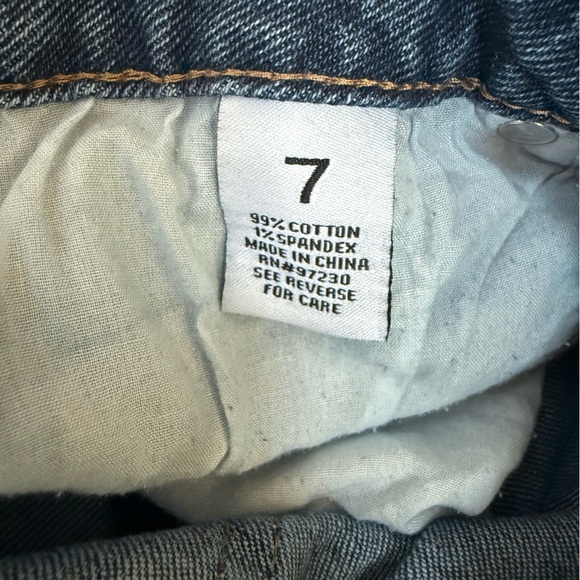 7
99% COTTON
1% SPANDEX
MADE IN CHINA
RN#97230
SEE REVERSE
FOR CARE